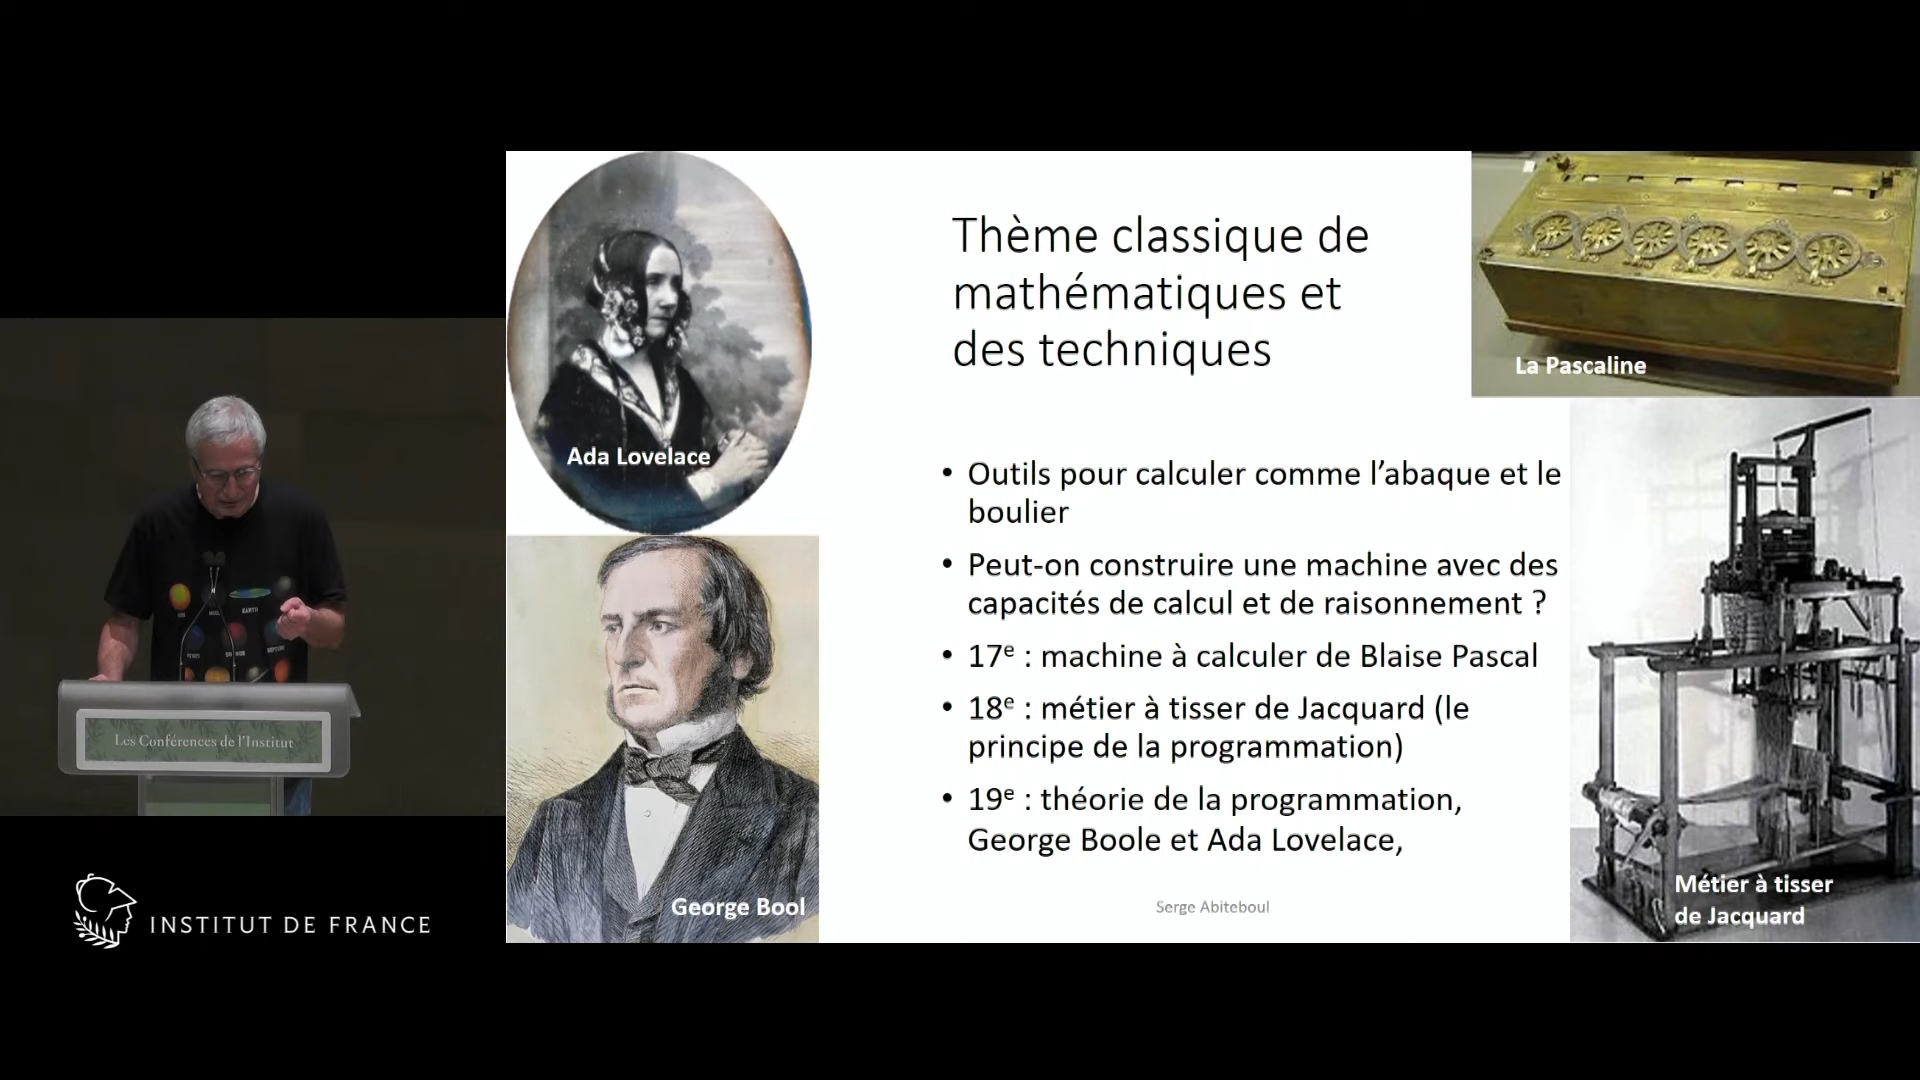 Thème classique de
mathématiques et
des techniques
• Outils pour calculer comme l’abaque et le
boulier
• Peut-on construire une machine avec des
capacités de calcul et de raisonnement ?
• 17e : machine à calculer de Blaise Pascal
• 18e : métier à tisser de Jacquard (le
principe de la programmation)
• 19e : théorie de la programmation,
George Boole et Ada Lovelace,
Serge Abiteboul
Ada Lovelace
George Bool
La Pascaline
Métier à tisser
de Jacquard
EARTH
Les Conférences de l'Institut
INSTITUT DE FRANCE